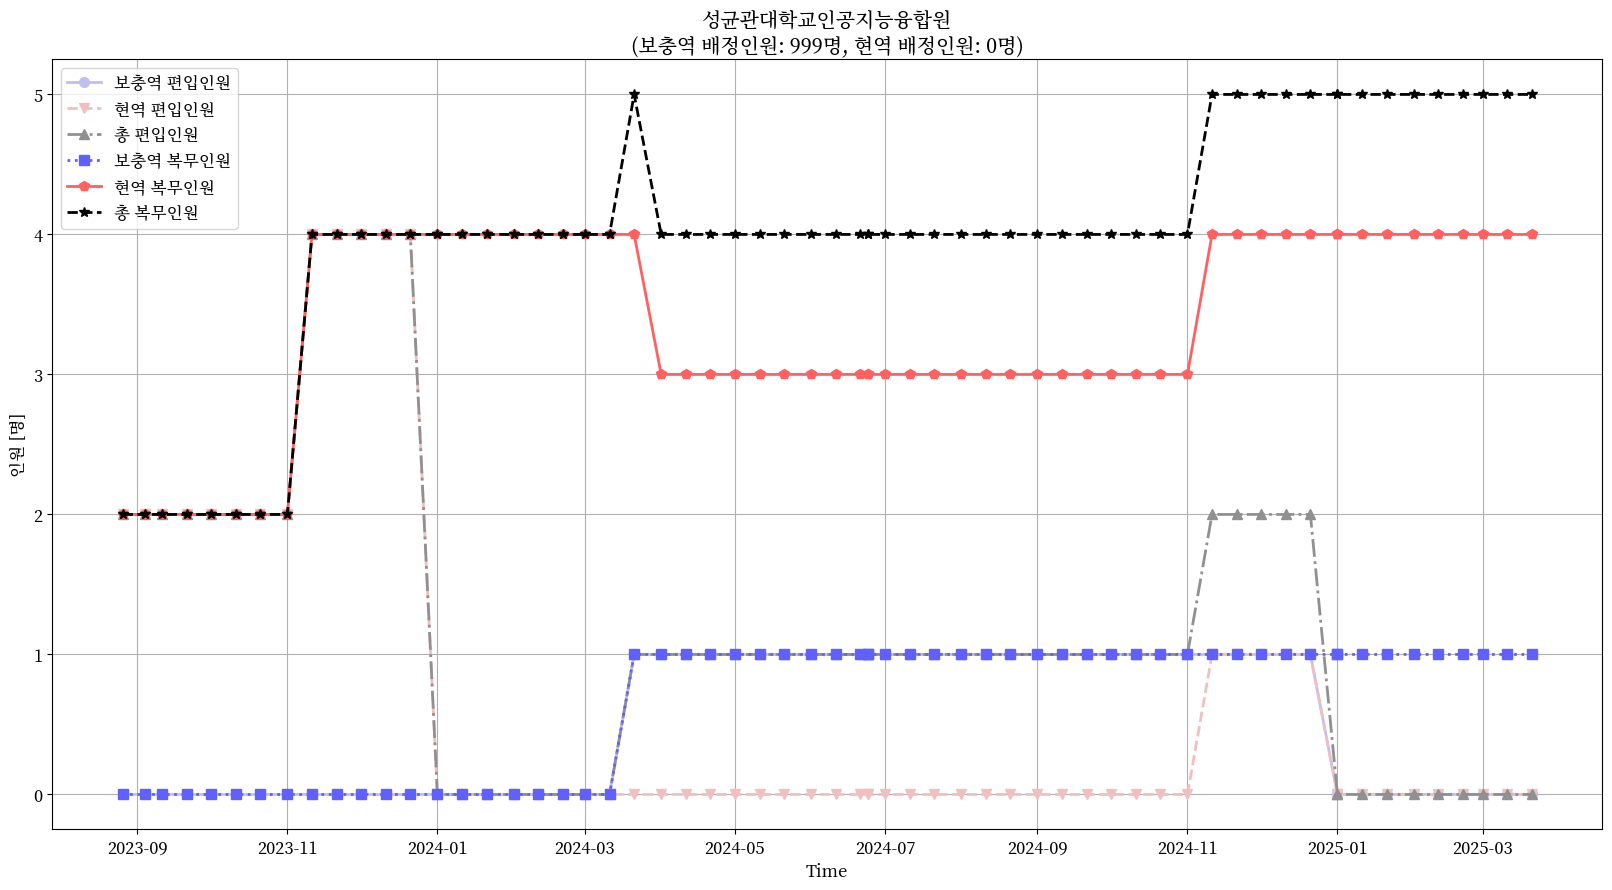 성균관대학교인공지능융합원
(보충역 배정인원: 999명, 현역 배정인원: 0명)
보충역 편입인원
현역 편입인원
총 편입인원
보충역 복무인원
현역 복무인원
총 복무인원
5
4
3
2
1
0
인원 [명]
2023-09
2023-11
2024-01
2024-03
2024-05
2024-07
2024-09
2024-11
2025-01
2025-03
Time